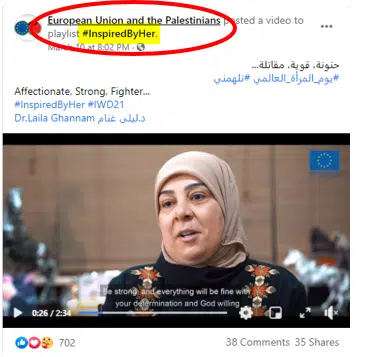 European Union and the Palestinians posted a video to
playlist #InspiredByHer.
March 10 at 8:02 PM ·
حنونة، قوية، مقاتلة...
#يوم_المرأة_العالمي #تلهمني
Affectionate, Strong, Fighter...
#InspiredByHer #IWD21
Dr.Laila Ghannam د.ليلى غنام
Be strong, and everything will be fine with
your determination and God willing
0:26 / 2:34
702
38 Comments 35 Shares